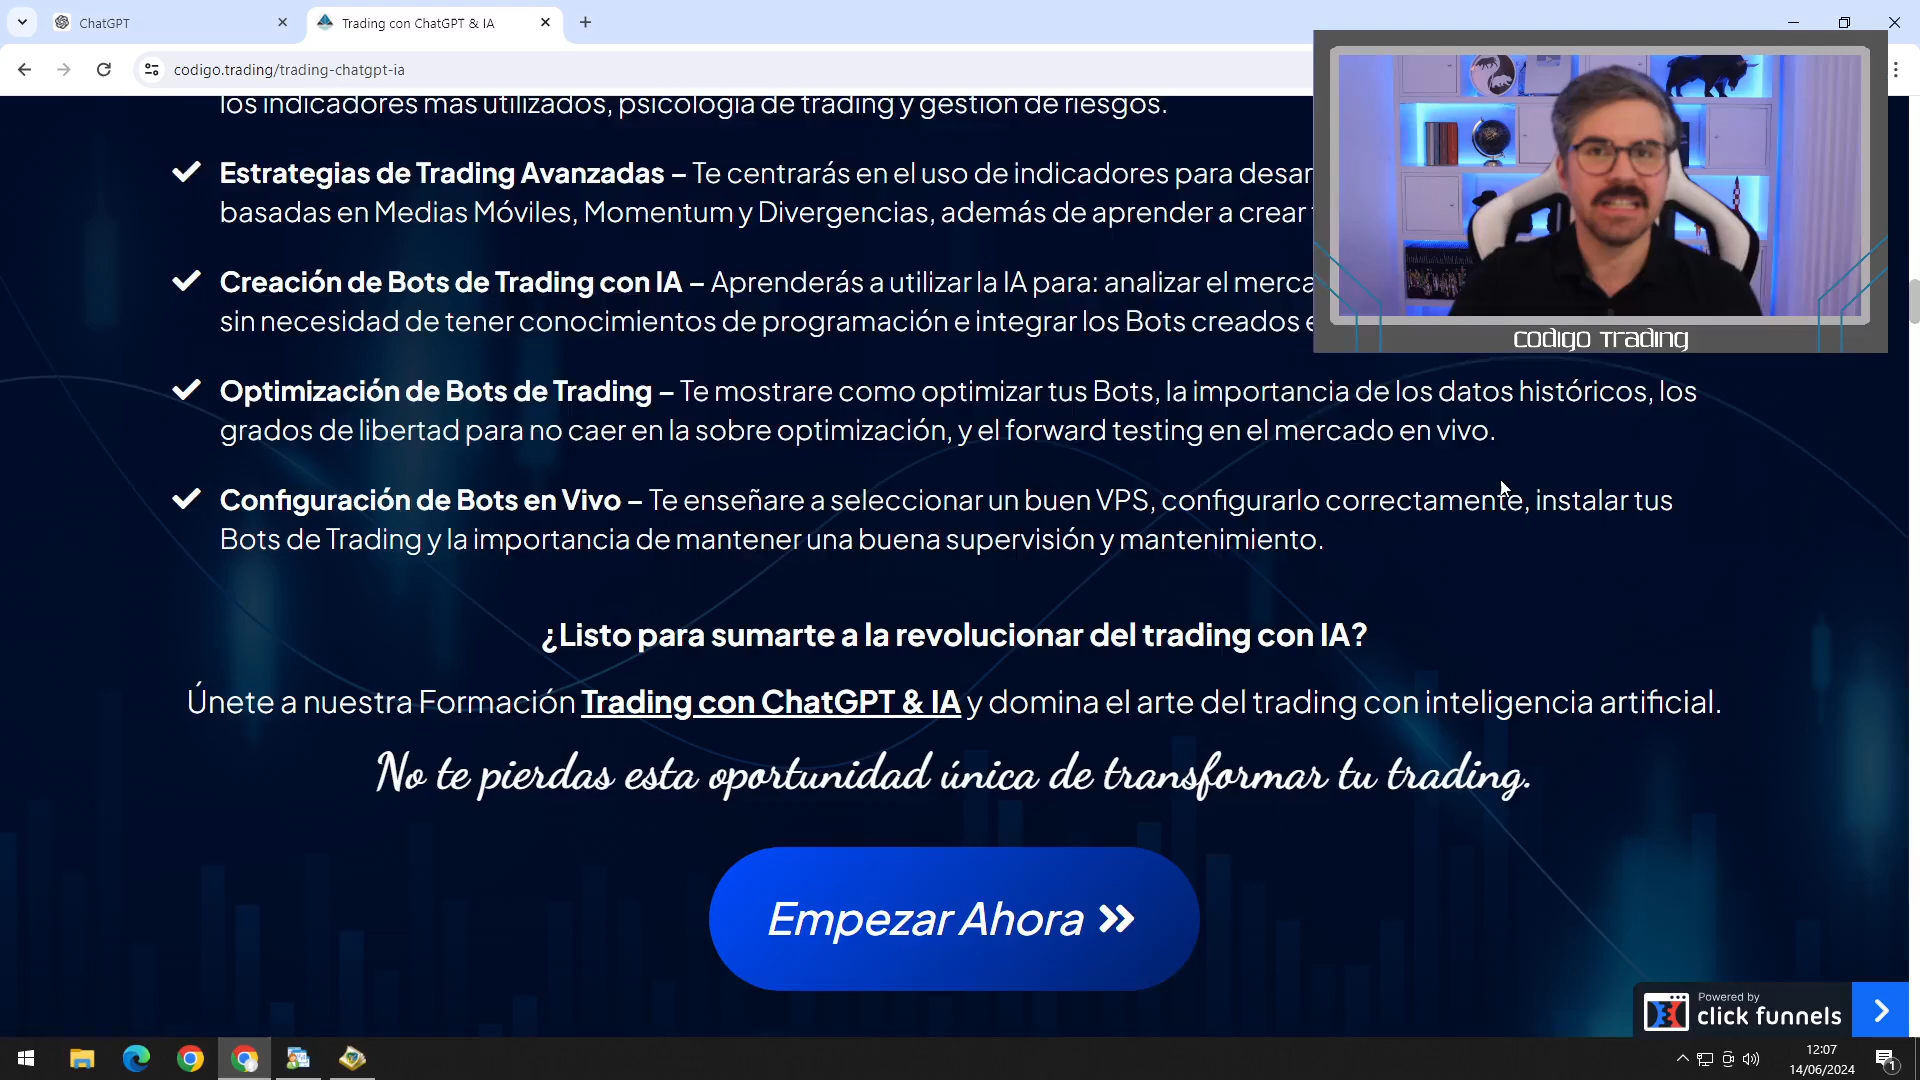 ChatGPT
Trading con ChatGPT & IA
codigo.trading/trading-chatgpt-ia
los indicadores más utilizados, psicología de trading y gestión de riesgos.
Estrategias de Trading Avanzadas – Te centrarás en el uso de indicadores para desar
basadas en Medias Móviles, Momentum y Divergencias, además de aprender a crear
Creación de Bots de Trading con IA – Aprenderás a utilizar la IA para: analizar el merca
sin necesidad de tener conocimientos de programación e integrar los Bots creados e
CODIGO TRADING
Optimización de Bots de Trading – Te mostrare como optimizar tus Bots, la importancia de los datos históricos, los
grados de libertad para no caer en la sobre optimización, y el forward testing en el mercado en vivo.
Configuración de Bots en Vivo – Te enseñare a seleccionar un buen VPS, configurarlo correctamente, instalar tus
Bots de Trading y la importancia de mantener una buena supervisión y mantenimiento.
¿Listo para sumarte a la revolucionar del trading con IA?
Únete a nuestra Formación Trading con ChatGPT & IA y domina el arte del trading con inteligencia artificial.
No te pierdas esta oportunidad única de transformar tu trading.
Empezar Ahora
Powered by
click funnels
12:07
14/06/2024
1